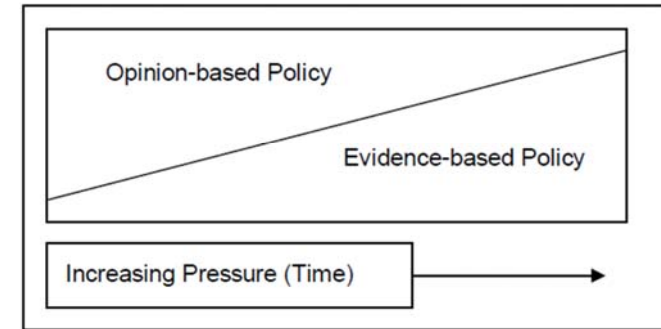 Opinion-based Policy
Evidence-based Policy
Increasing Pressure (Time)